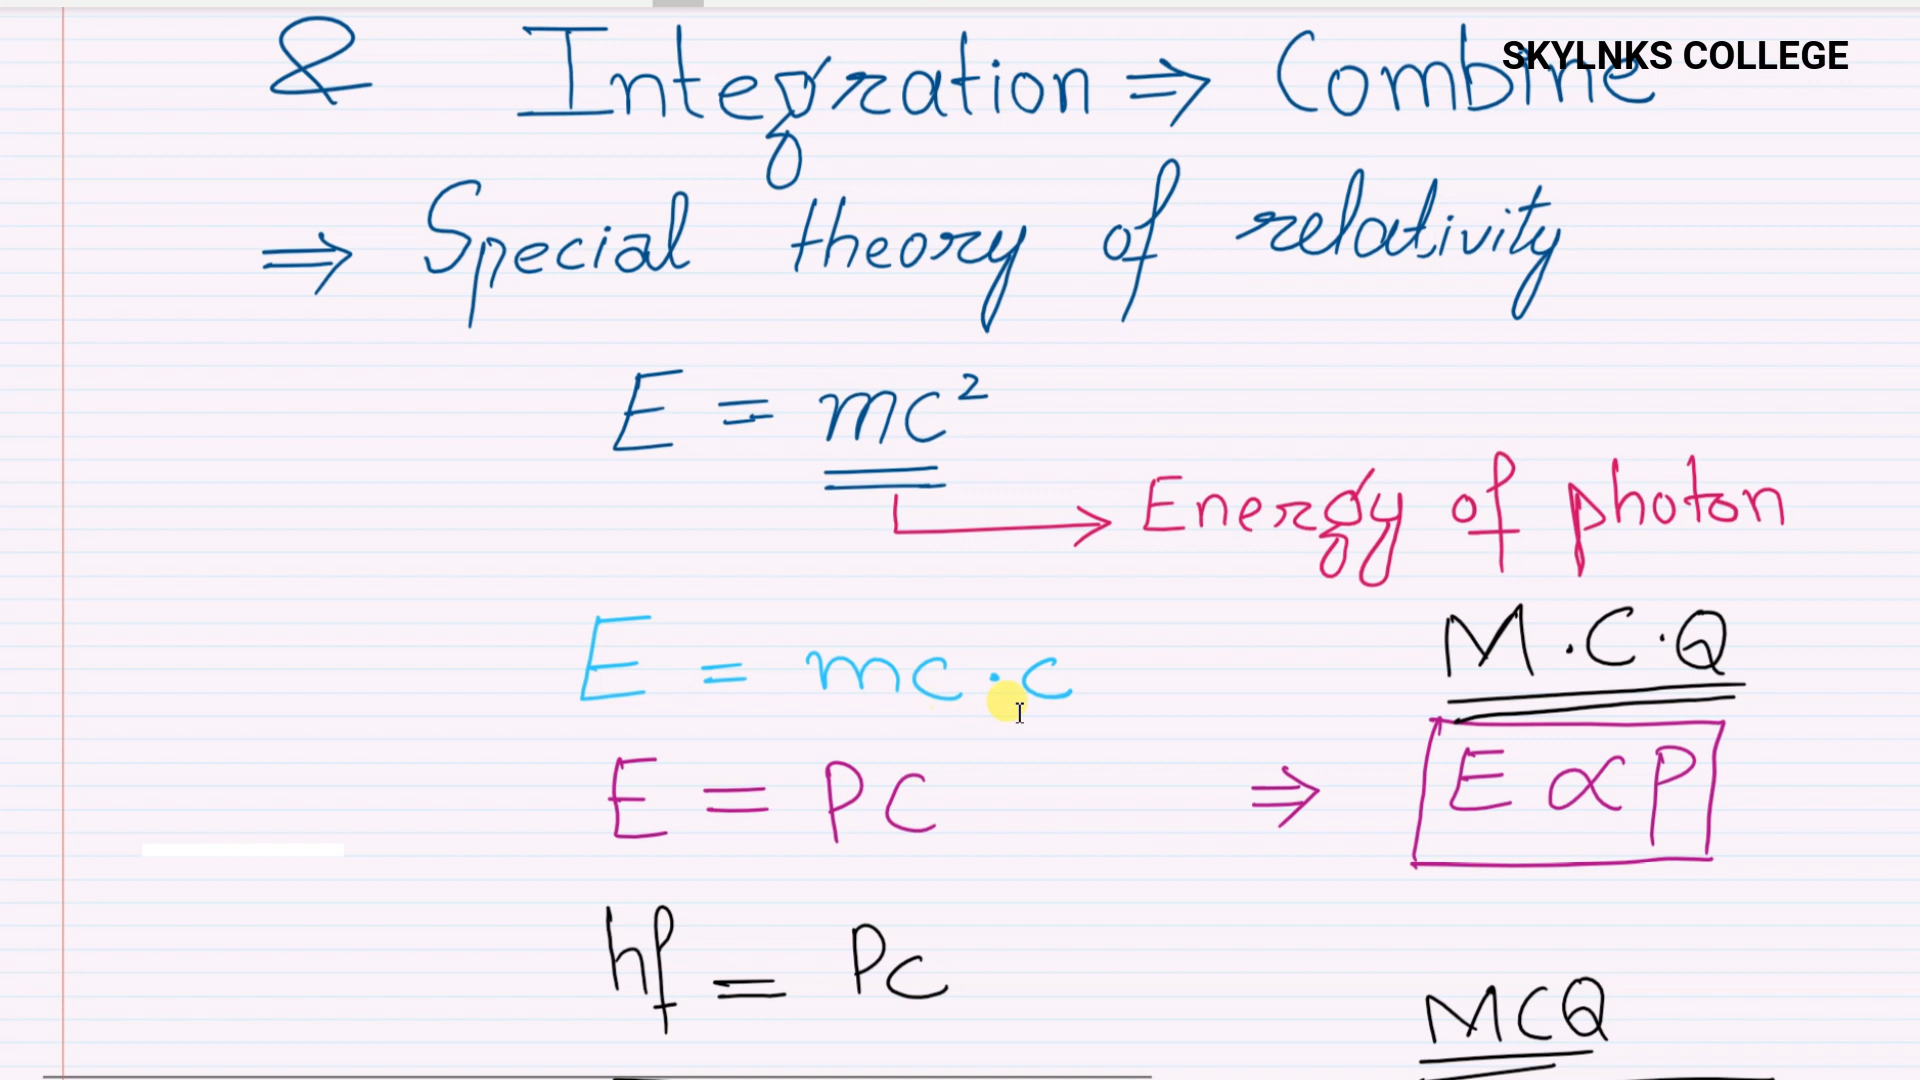 & Integration ⇒ Combine
SKYLNKS COLLEGE
⇒ Special theory of relativity
E = mc²
Energy of photon
M.C.Q
E = mc.c
E = PC ⇒ E ∝ P
hf = PC
MCQ